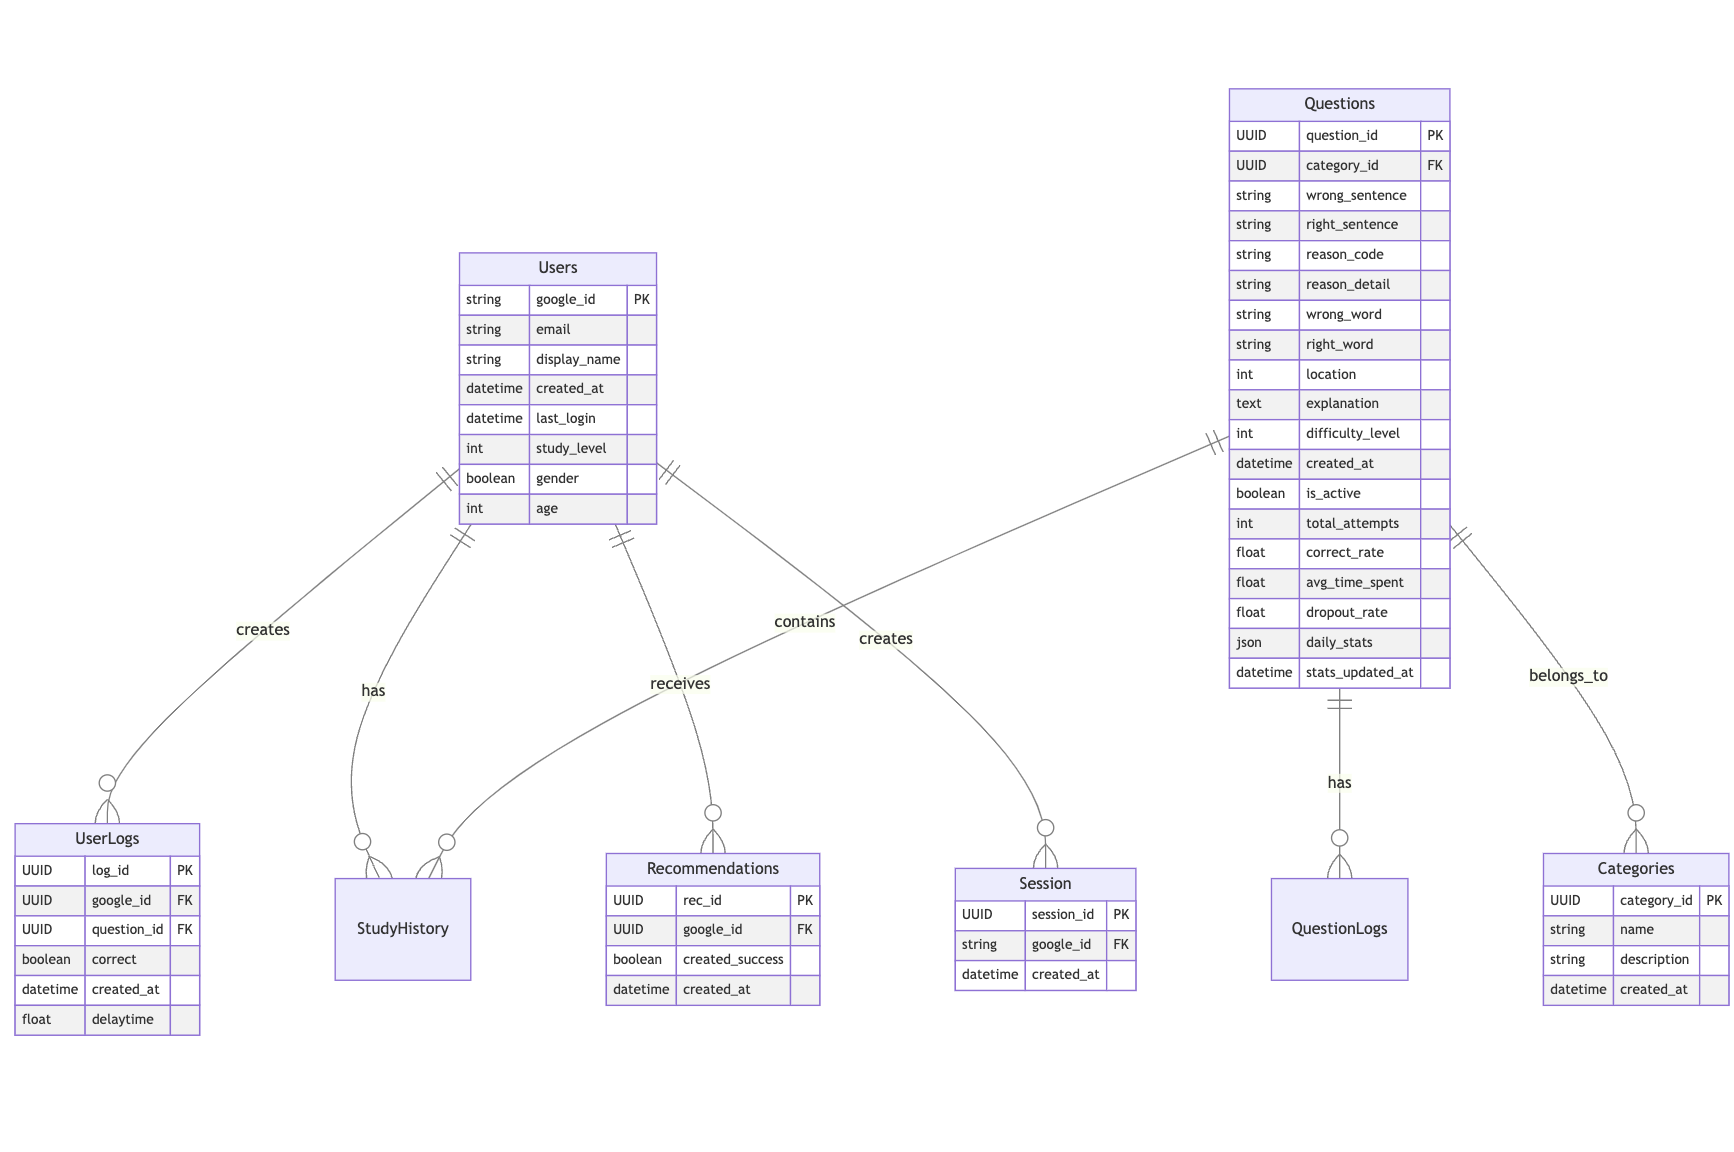 Questions
UUID question_id PK
UUID category_id FK
string wrong_sentence
string right_sentence
string reason_code
string reason_detail
string wrong_word
string right_word
int location
text explanation
int difficulty_level
datetime created_at
boolean is_active
int total_attempts
float correct_rate
float avg_time_spent
float dropout_rate
json daily_stats
datetime stats_updated_at
Users
string google_id PK
string email
string display_name
datetime created_at
datetime last_login
int study_level
boolean gender
int age
creates
has
receives
contains
creates
has
belongs_to
UserLogs
UUID log_id PK
UUID google_id FK
UUID question_id FK
boolean correct
datetime created_at
float delaytime
StudyHistory
Recommendations
UUID rec_id PK
UUID google_id FK
boolean created_success
datetime created_at
Session
UUID session_id PK
string google_id FK
datetime created_at
QuestionLogs
Categories
UUID category_id PK
string name
string description
datetime created_at